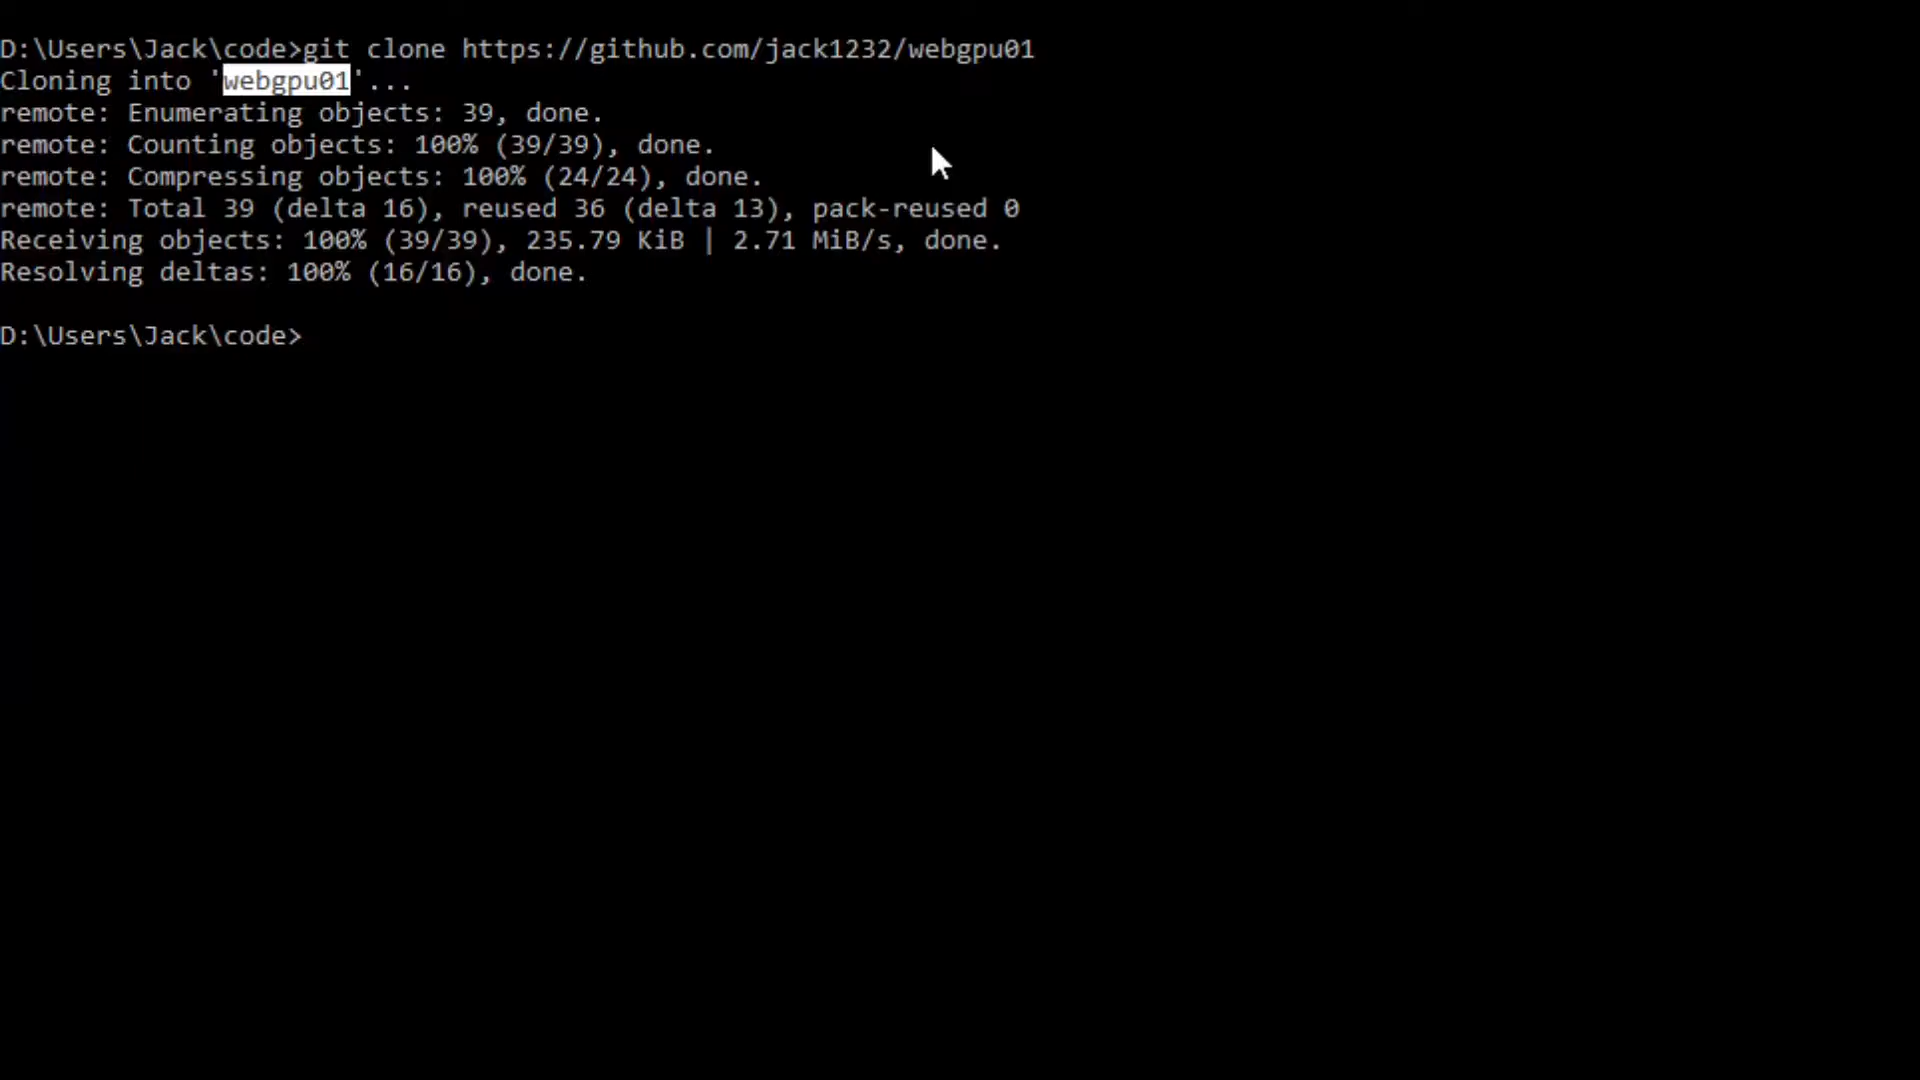 D:\Users\Jack\code>git clone https://github.com/jack1232/webgpu01
Cloning into 'webgpu01'...
remote: Enumerating objects: 39, done.
remote: Counting objects: 100% (39/39), done.
remote: Compressing objects: 100% (24/24), done.
remote: Total 39 (delta 16), reused 36 (delta 13), pack-reused 0
Receiving objects: 100% (39/39), 235.79 KiB | 2.71 MiB/s, done.
Resolving deltas: 100% (16/16), done.
D:\Users\Jack\code>